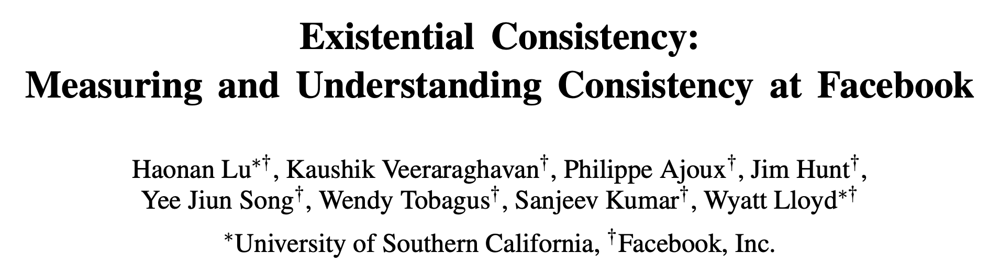 Existential Consistency:
Measuring and Understanding Consistency at Facebook
Haonan Lu*†, Kaushik Veeraraghavan†, Philippe Ajoux†, Jim Hunt†,
Yee Jiun Song†, Wendy Tobagus†, Sanjeev Kumar†, Wyatt Lloyd*†
*University of Southern California, †Facebook, Inc.